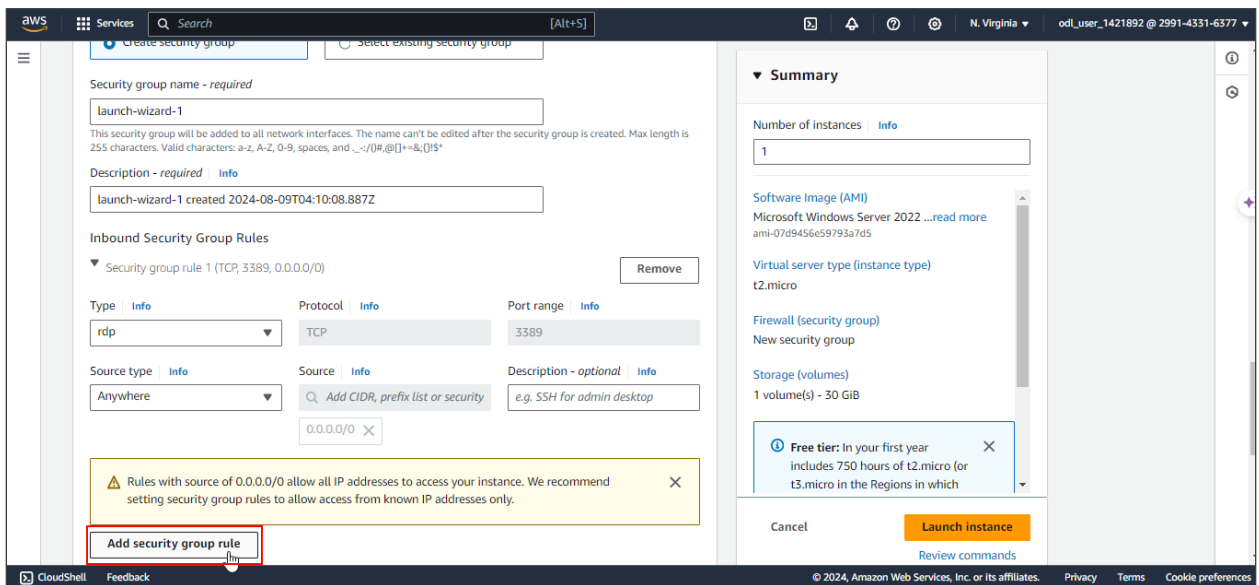 aws
Services
Search
[Alt+S]
N. Virginia
odl_user_1421892 @ 2991-4331-6377
Create security group
Select existing security group
Security group name - required
launch-wizard-1
This security group will be added to all network interfaces. The name can't be edited after the security group is created. Max length is
255 characters. Valid characters: a-z, A-Z, 0-9, spaces, and ._-:/()#,@[]+=&;{}!$*
Description - required Info
launch-wizard-1 created 2024-08-09T04:10:08.887Z
Inbound Security Group Rules
Security group rule 1 (TCP, 3389, 0.0.0.0/0)
Remove
Type Info
Protocol Info
Port range Info
rdp
TCP
3389
Source type Info
Source Info
Description - optional Info
Anywhere
Add CIDR, prefix list or security
e.g. SSH for admin desktop
0.0.0.0/0
Rules with source of 0.0.0.0/0 allow all IP addresses to access your instance. We recommend
setting security group rules to allow access from known IP addresses only.
Add security group rule
Summary
Number of instances Info
1
Software Image (AMI)
Microsoft Windows Server 2022 ...read more
ami-07d9456e59793a7d5
Virtual server type (instance type)
t2.micro
Firewall (security group)
New security group
Storage (volumes)
1 volume(s) - 30 GiB
Free tier: In your first year
includes 750 hours of t2.micro (or
t3.micro in the Regions in which
Cancel
Launch instance
Review commands
CloudShell
Feedback
© 2024, Amazon Web Services, Inc. or its affiliates.
Privacy
Terms
Cookie preferences